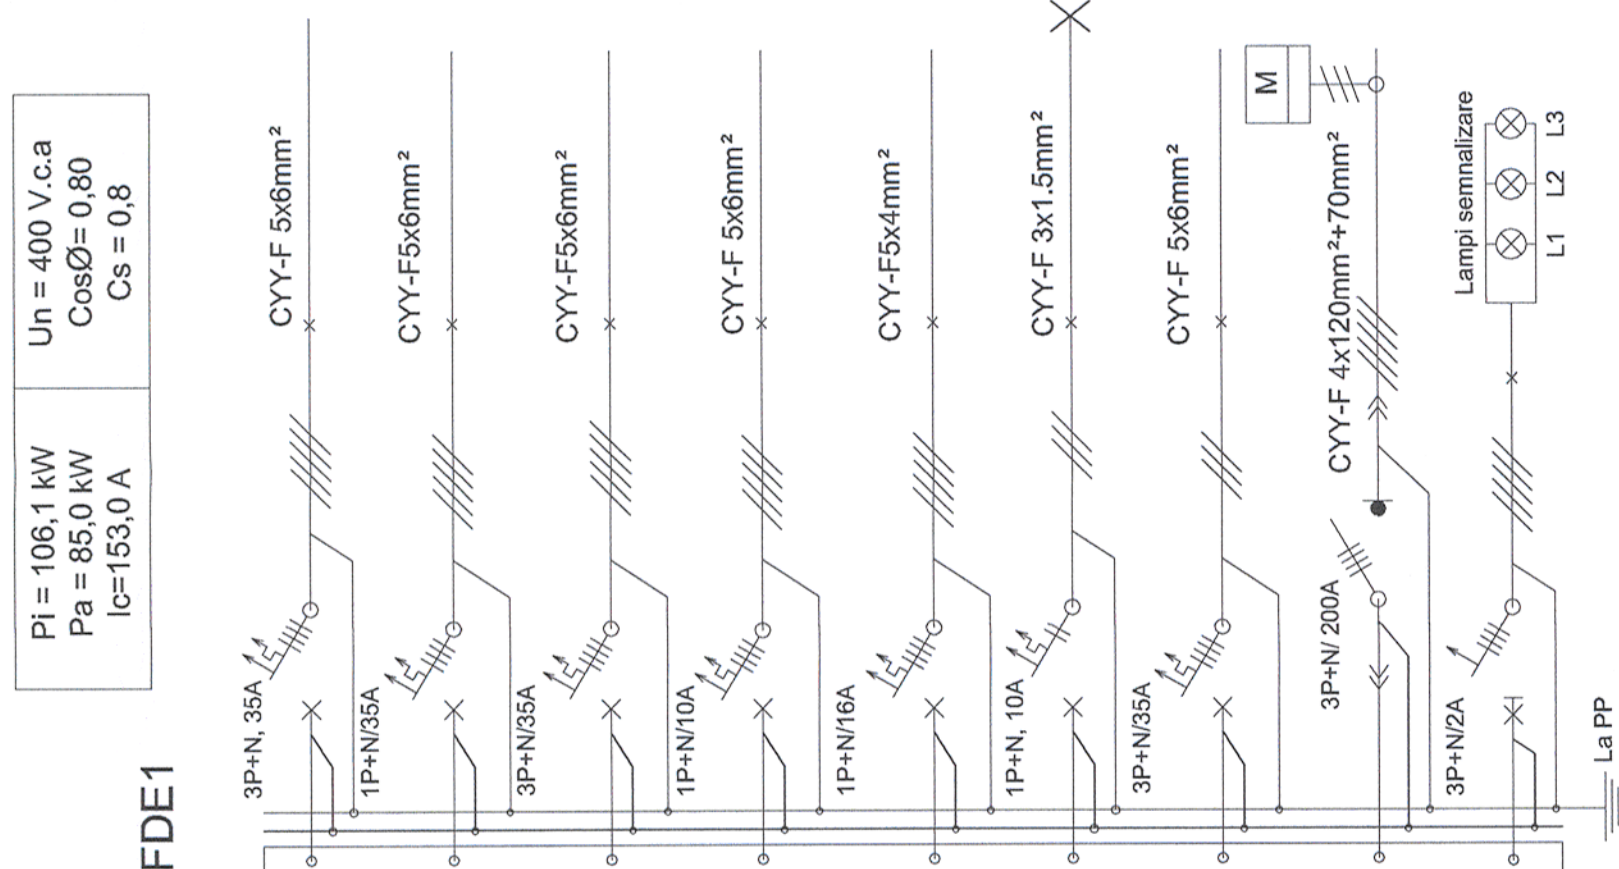 Pi = 106,1 kW
Pa = 85,0 kW
Ic=153,0 A
Un = 400 V.c.a
CosØ= 0,80
Cs = 0,8
FDE1
3P+N, 35A
CYY-F 5x6mm²
1P+N/35A
CYY-F5x6mm²
3P+N/35A
CYY-F5x6mm²
1P+N/10A
CYY-F 5x6mm²
1P+N/16A
CYY-F5x4mm²
1P+N, 10A
CYY-F 3x1.5mm²
3P+N/35A
CYY-F 5x6mm²
3P+N/ 200A
CYY-F 4x120mm²+70mm²
M
3P+N/2A
Lampi semnalizare
L1
L2
L3
La PP